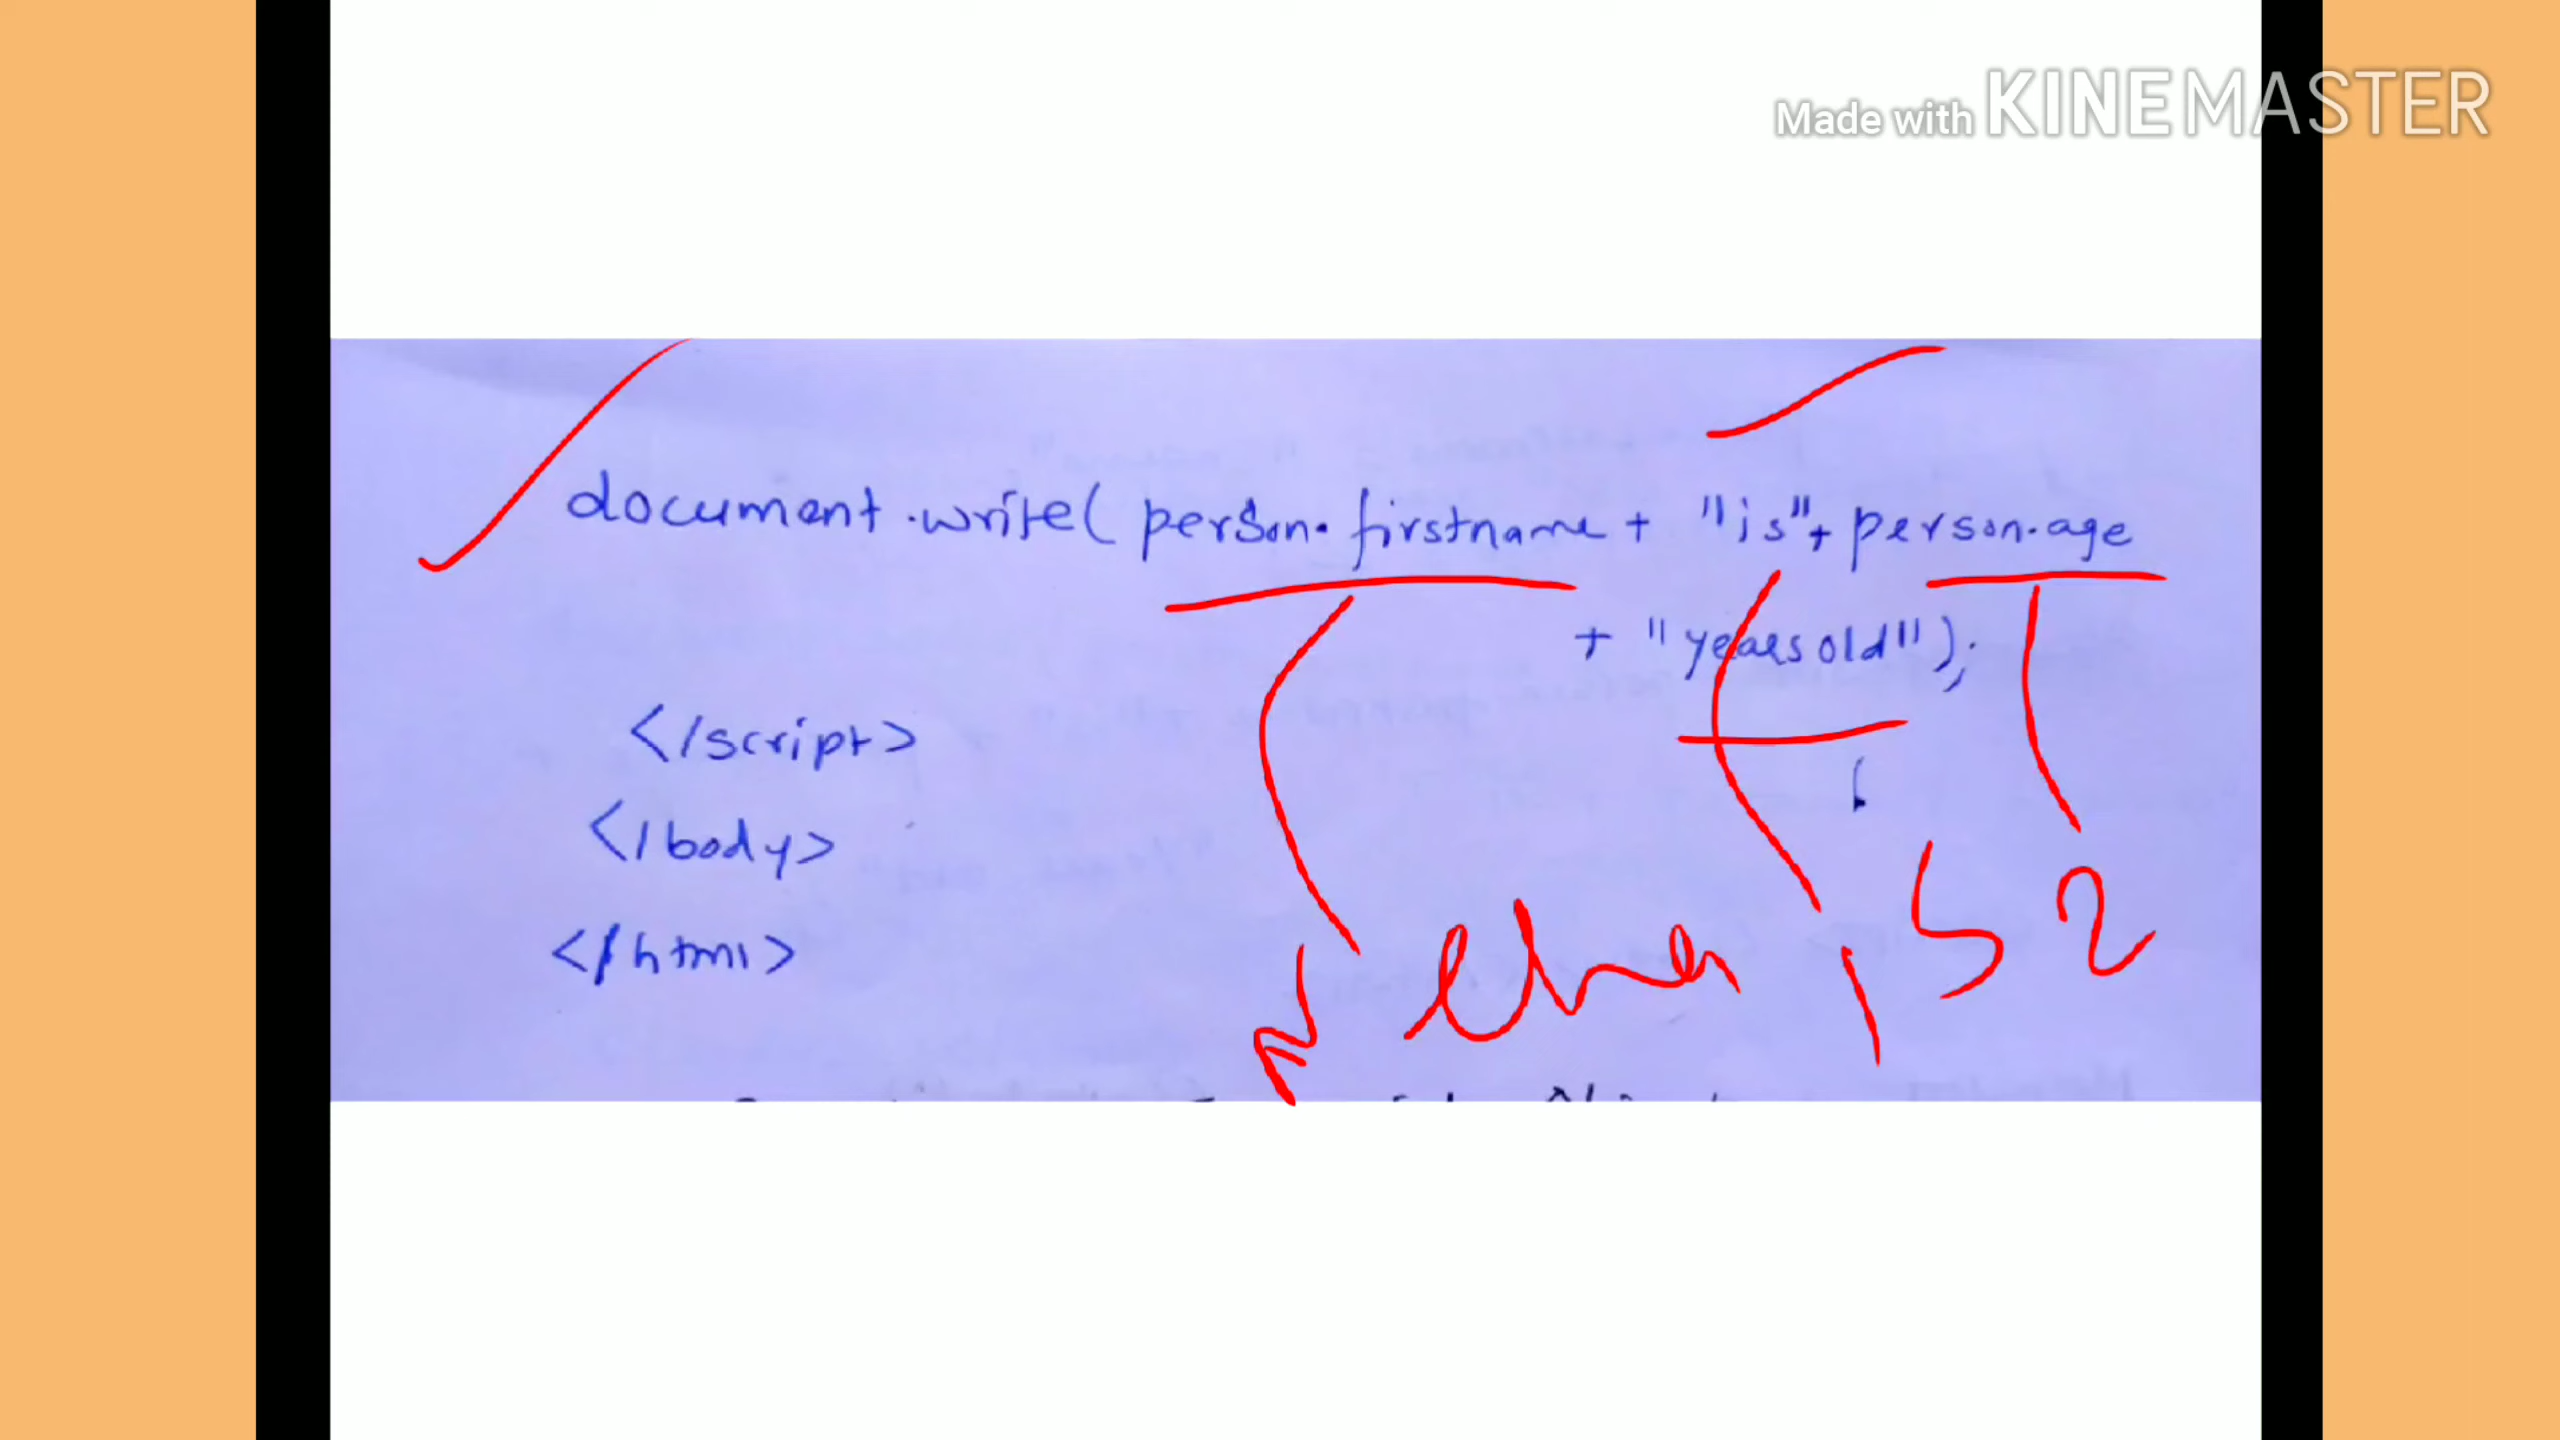 Made with KINEMASTER
document.write(person.firstname + "is"+ person.age
+ "yearsold");
</script>
</body>
</html>
is 2